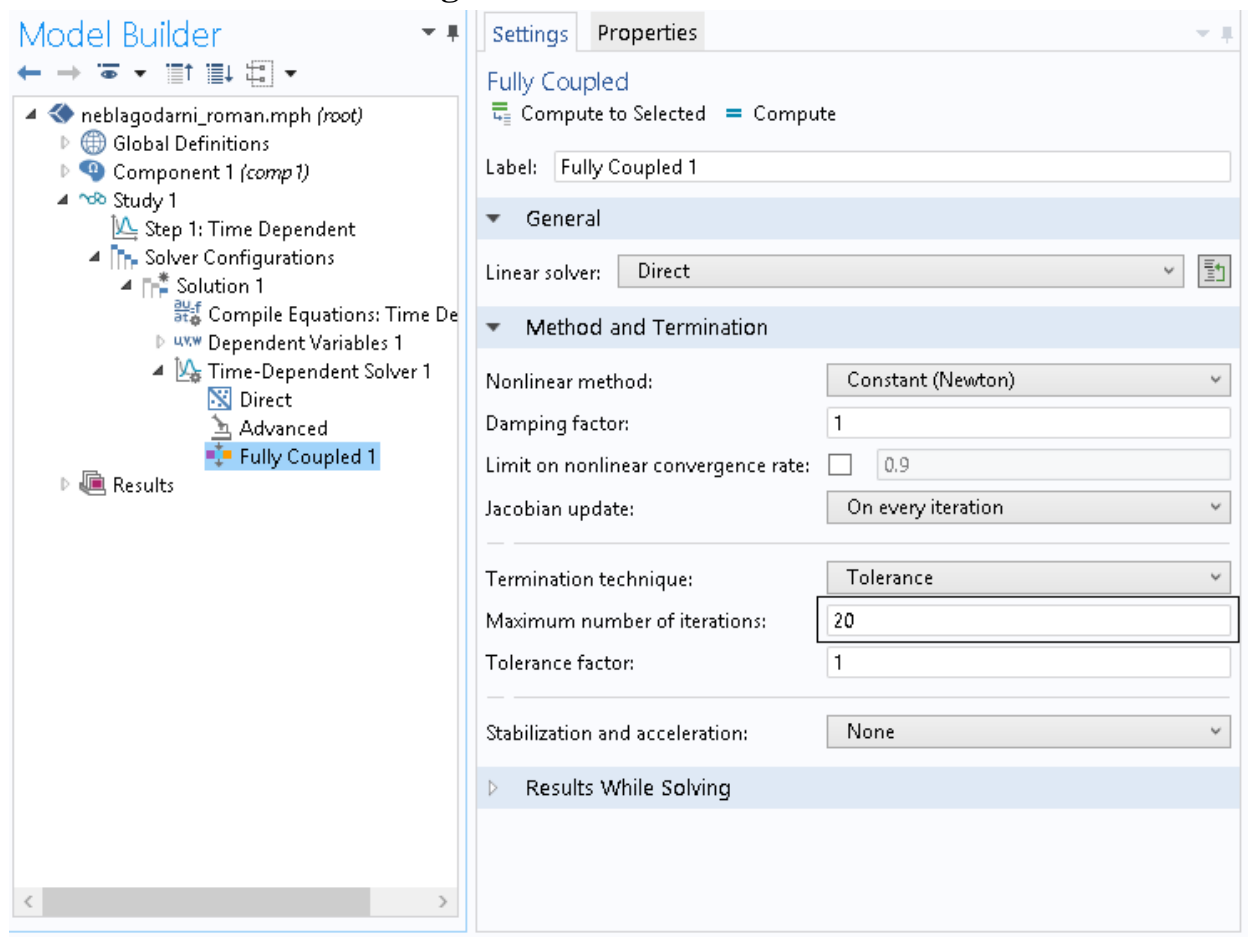 Model Builder
neblagodarni_roman.mph (root)
Global Definitions
Component 1 (comp1)
Study 1
Step 1: Time Dependent
Solver Configurations
Solution 1
Compile Equations: Time De
Dependent Variables 1
Time-Dependent Solver 1
Direct
Advanced
Fully Coupled 1
Results
Settings Properties
Fully Coupled
Compute to Selected = Compute
Label: Fully Coupled 1
General
Linear solver: Direct
Method and Termination
Nonlinear method: Constant (Newton)
Damping factor: 1
Limit on nonlinear convergence rate: 0.9
Jacobian update: On every iteration
Termination technique: Tolerance
Maximum number of iterations: 20
Tolerance factor: 1
Stabilization and acceleration: None
Results While Solving